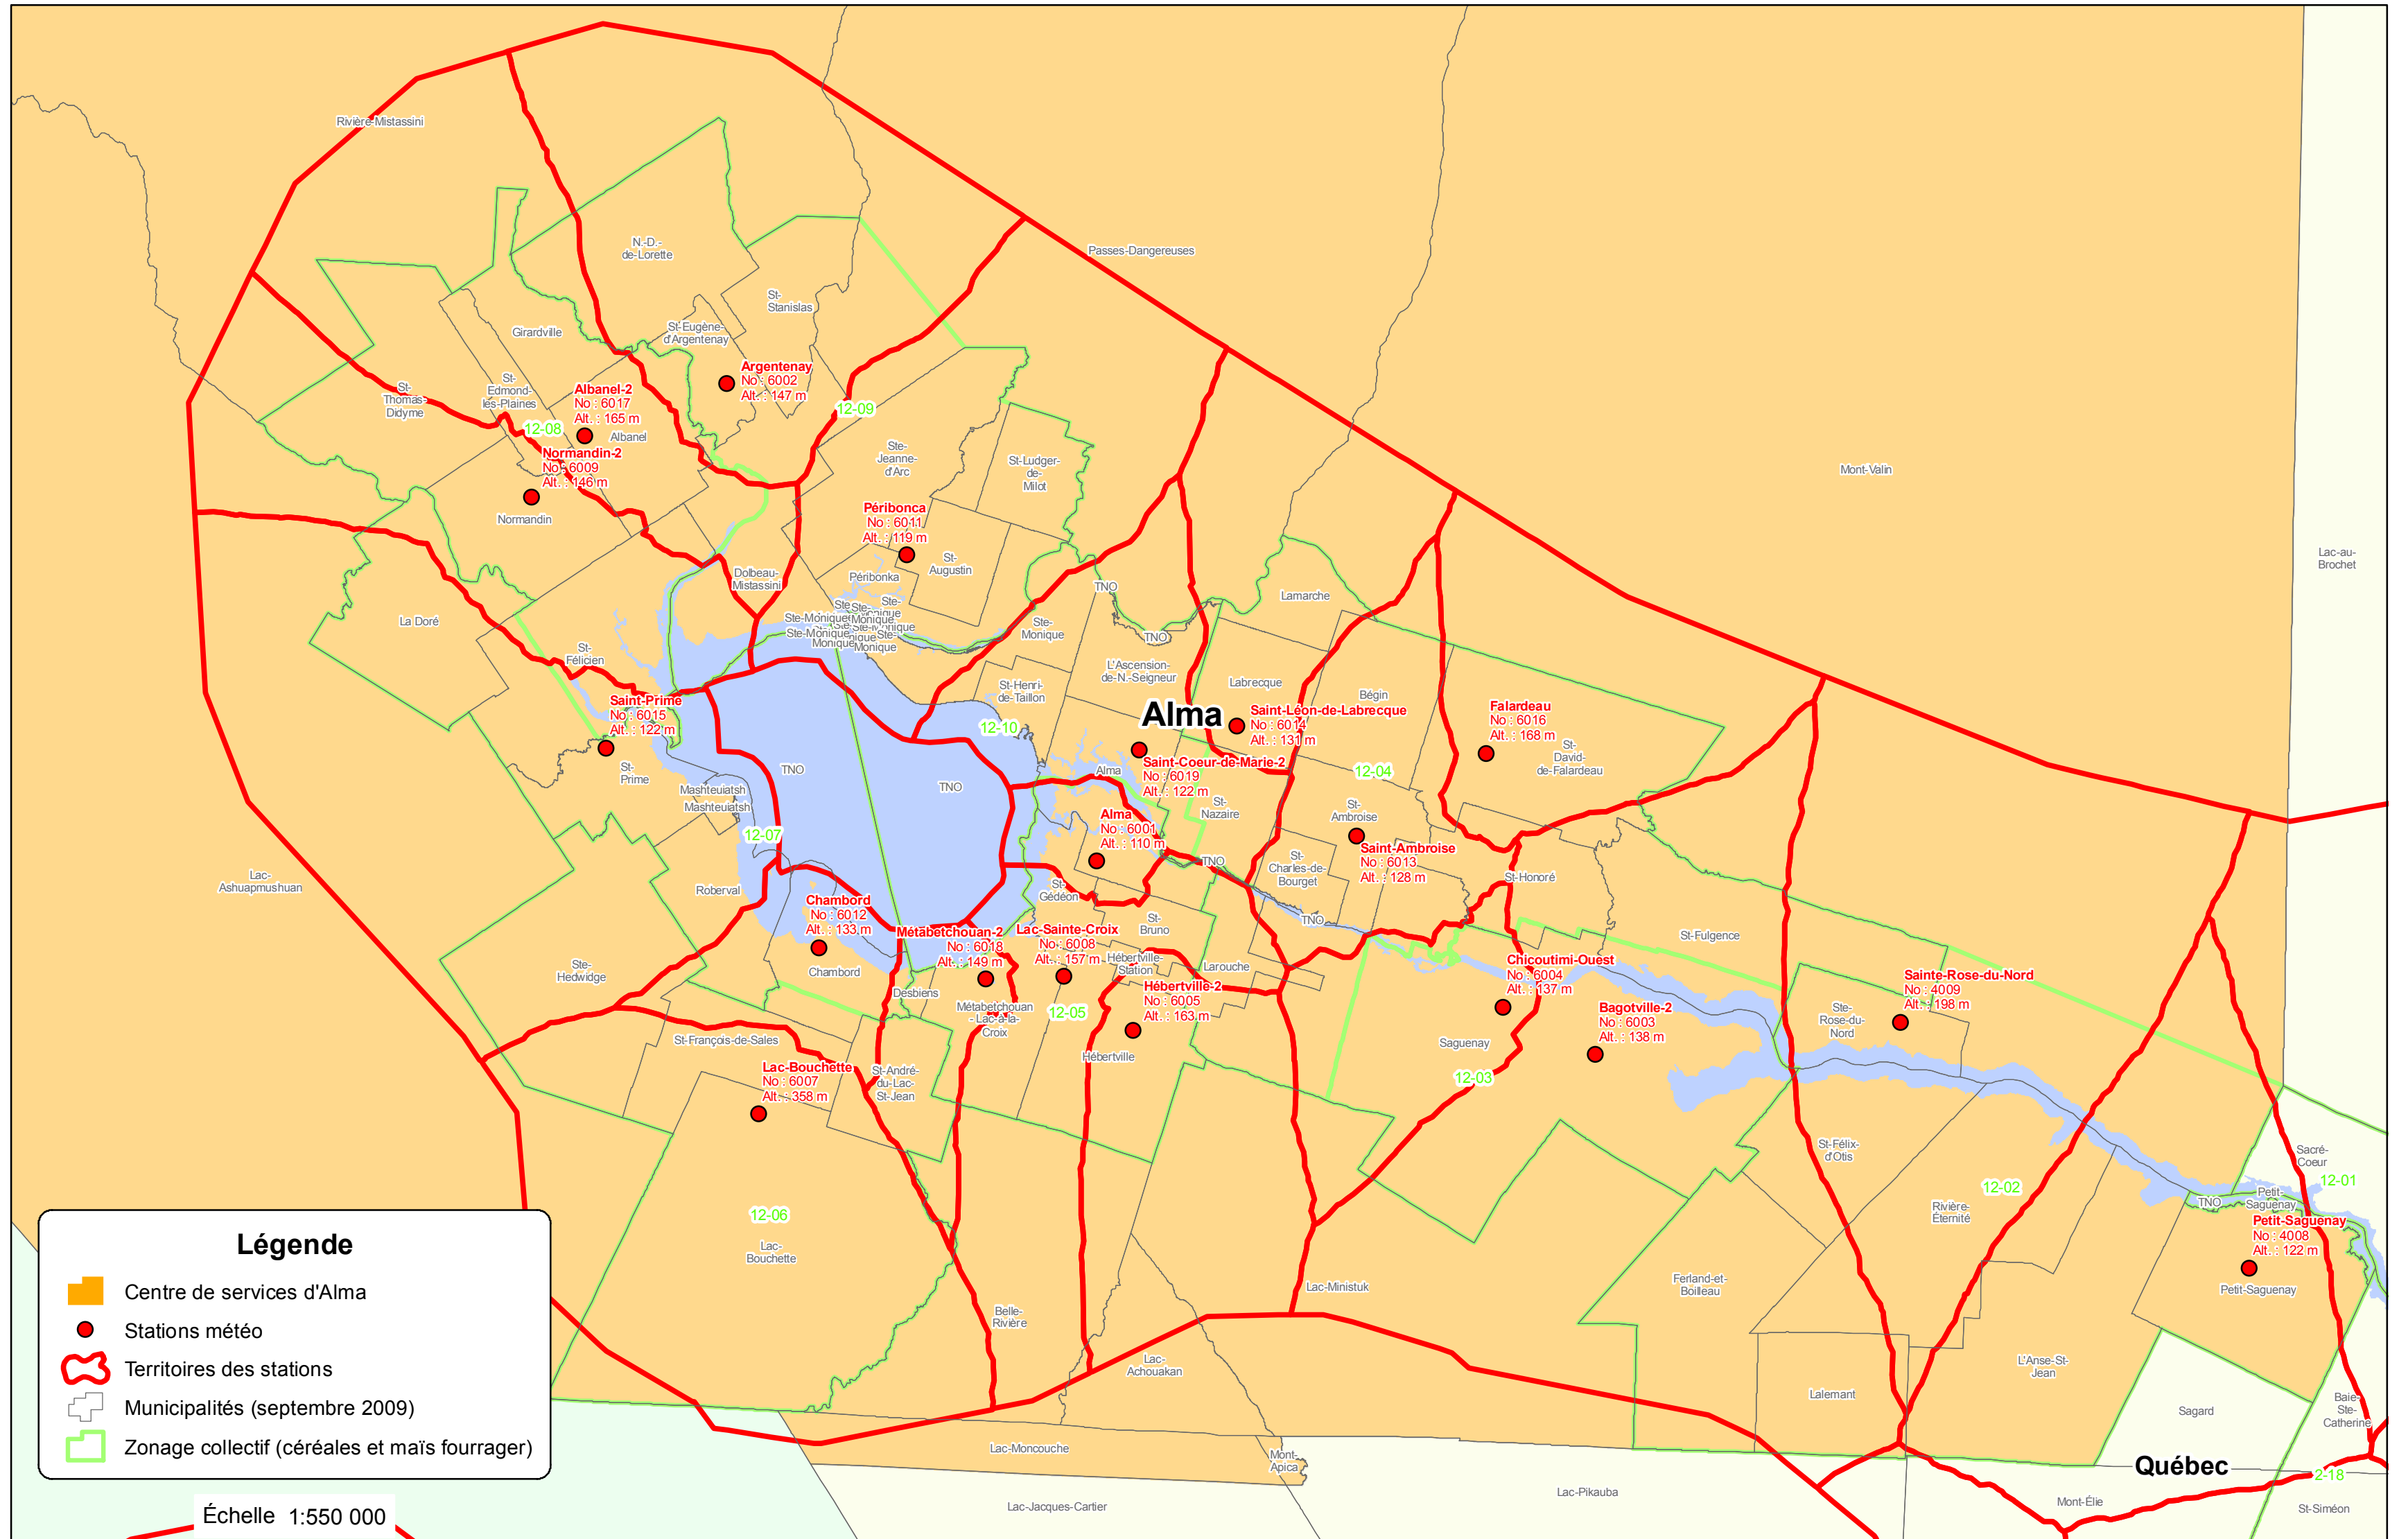 Rivière-Mistassini
N.-D.-
de-Lorette
Passes-Dangereuses
St-
Stanislas
Girardville
St-Eugène-
d'Argentenay
Argentenay
No : 6002
Alt. : 147 m
St-
Thomas-
Didyme
St-
Edmond-
les-Plaines
Albanel-2
No : 6017
Alt. : 165 m
Albanel
12-08
12-09
Normandin-2
No : 6009
Alt. : 146 m
Normandin
Ste-
Jeanne-
d'Arc
St-Ludger-
de-
Milot
Mont-Valin
Péribonca
No : 6011
Alt. : 119 m
St-
Augustin
Péribonka
Dolbeau-
Mistassini
Lac-au-
Brochet
TNO
Lamarche
La Doré
Ste-Monique
Ste-
Monique
Ste-
Monique
Ste-Monique
Ste-Monique
Monique
Ste-
Monique
Ste-
Monique
TNO
St-
Félicien
L'Ascension-
de-N.-Seigneur
Labrecque
St-Henri-
de-Taillon
Bégin
Alma
Saint-Prime
No : 6015
Alt. : 122 m
St-
Prime
12-10
Saint-Léon-de-Labrecque
No : 6014
Alt. : 131 m
Falardeau
No : 6016
Alt. : 168 m
St-
David-
de-Falardeau
Saint-Coeur-de-Marie-2
No : 6019
Alt. : 122 m
Alma
TNO
TNO
Mashteuiatsh
Mashteuiatsh
12-04
12-07
St-
Nazaire
St-
Ambroise
Alma
No : 6001
Alt. : 110 m
Saint-Ambroise
No : 6013
Alt. : 128 m
TNO
St-
Charles-de-
Bourget
St-Honoré
Lac-
Ashuapmushuan
Roberval
St-
Gédéon
Chambord
No : 6012
Alt. : 133 m
Chambord
St-
Bruno
TNO
Métabetchouan-2
No : 6018
Alt. : 149 m
Lac-Sainte-Croix
No : 6008
Alt. : 157 m
St-Fulgence
Ste-
Hedwidge
Hébertville-
Station
Larouche
Chicoutimi-Ouest
No : 6004
Alt. : 137 m
Sainte-Rose-du-Nord
No : 4009
Alt. : 198 m
Desbiens
Métabetchouan
- Lac-à-la-
Croix
12-05
Hébertville-2
No : 6005
Alt. : 163 m
Hébertville
Bagotville-2
No : 6003
Alt. : 138 m
Ste-
Rose-du-
Nord
St-François-de-Sales
Saguenay
12-03
Lac-Bouchette
No : 6007
Alt. : 358 m
St-André-
du-Lac-
St-Jean
St-Félix-
d'Otis
Sacré-
Coeur
12-01
12-02
Rivière-
Éternité
TNO
Petit-
Saguenay
12-06
Lac-
Bouchette
Petit-Saguenay
No : 4008
Alt. : 122 m
Petit-Saguenay
Lac-Ministuk
Ferland-et-
Boilleau
Belle-
Rivière
Lac-
Achouakan
L'Anse-St-
Jean
Lalemant
Sagard
Baie-
Ste-
Catherine
Lac-Moncouche
Mont-
Apica
Québec
2-18
Lac-Jacques-Cartier
Lac-Pikauba
Mont-Élie
St-Siméon
Légende
Centre de services d'Alma
Stations météo
Territoires des stations
Municipalités (septembre 2009)
Zonage collectif (céréales et maïs fourrager)
Échelle 1:550 000